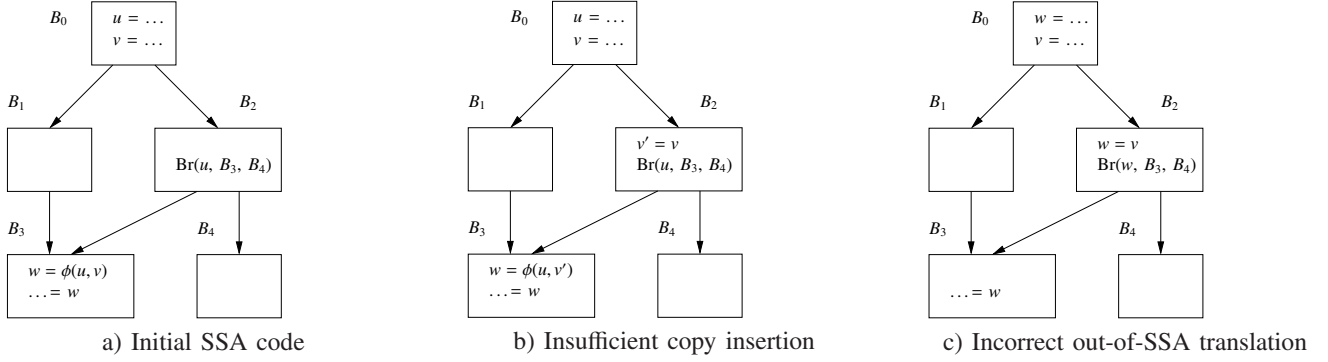 B₀
u = …
v = …
B₁
B₂
Br(u, B₃, B₄)
B₃
B₄
w = ϕ(u, v)
… = w
a) Initial SSA code
B₀
u = …
v = …
B₁
B₂
v′ = v
Br(u, B₃, B₄)
B₃
B₄
w = ϕ(u, v′)
… = w
b) Insufficient copy insertion
B₀
w = …
v = …
B₁
B₂
w = v
Br(w, B₃, B₄)
B₃
B₄
… = w
c) Incorrect out-of-SSA translation